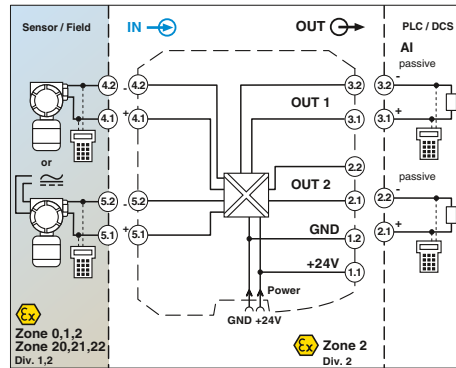 Sensor / Field
IN
OUT
PLC / DCS
AI
passive
4.2
4.2
-
3.2
3.2
-
OUT 1
4.1
+
4.1
3.1
3.1
+
or
2.2
passive
OUT 2
5.2
-
5.2
2.1
2.2
-
GND
5.1
+
5.1
1.2
2.1
+
+24V
1.1
Power
GND +24V
Ex
Zone 0,1,2
Zone 20,21,22
Div. 1,2
Ex
Zone 2
Div. 2